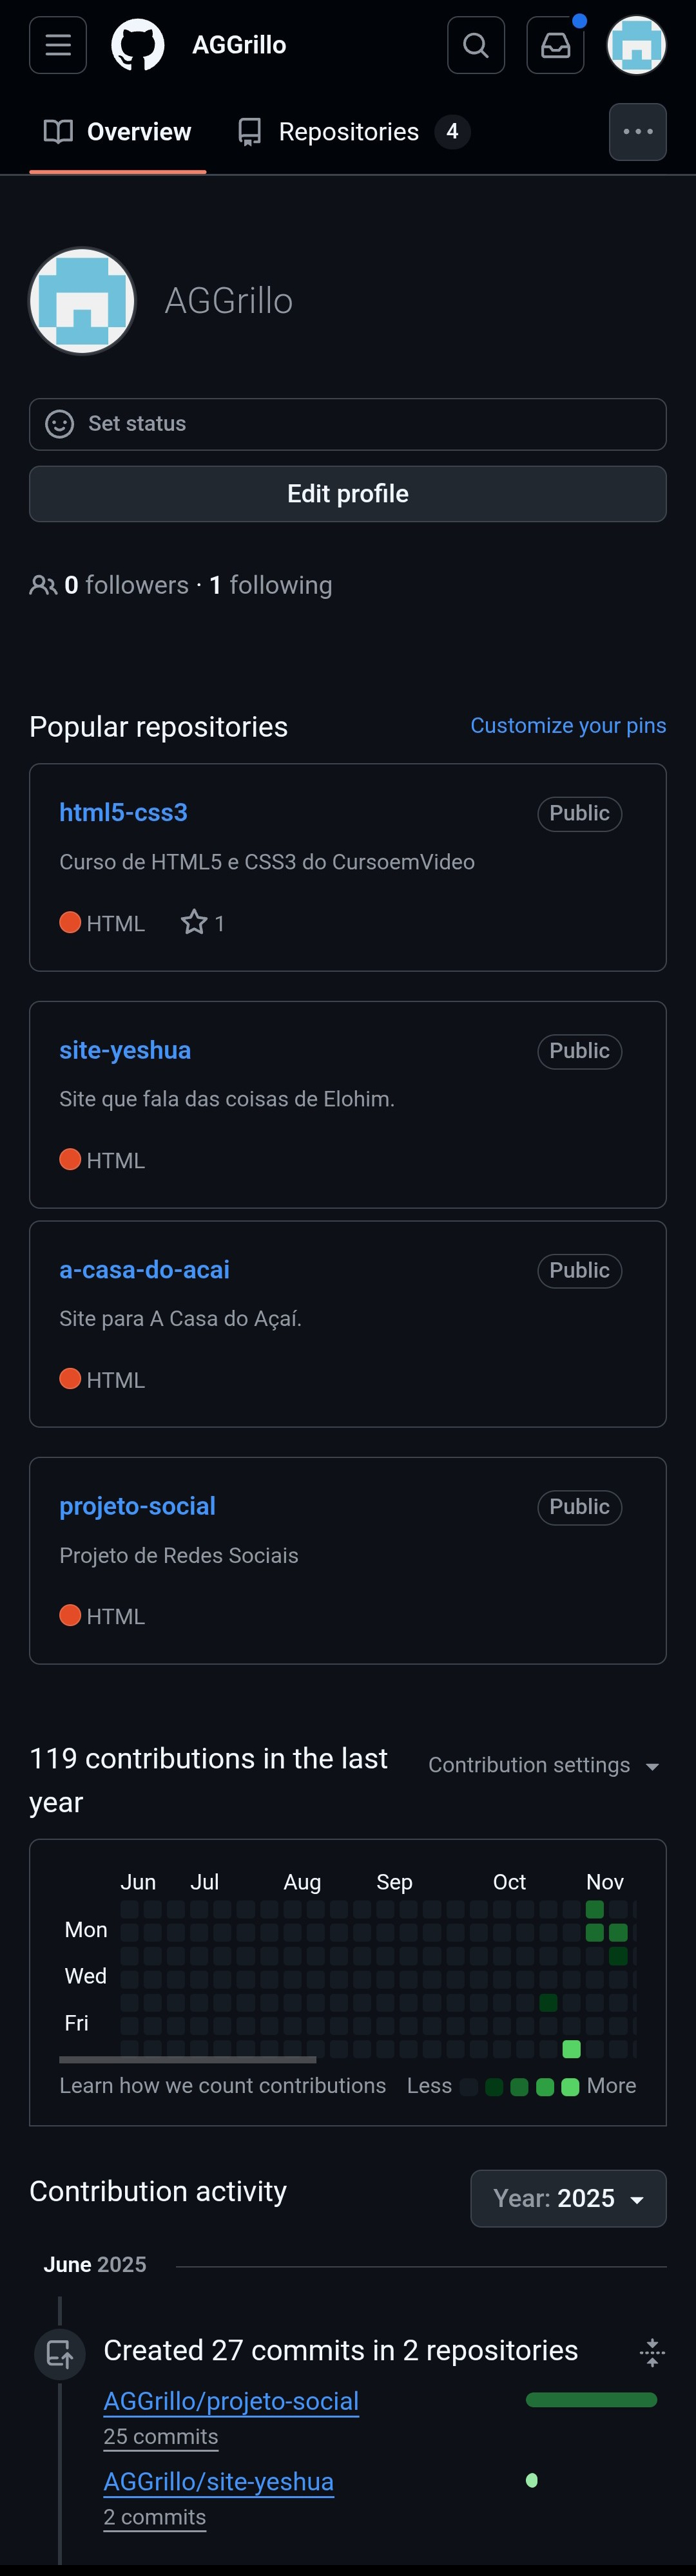 AGGrillo
Overview
Repositories 4
AGGrillo
Set status
Edit profile
0 followers · 1 following
Popular repositories
Customize your pins
html5-css3
Public
Curso de HTML5 e CSS3 do CursoemVideo
HTML
1
site-yeshua
Public
Site que fala das coisas de Elohim.
HTML
a-casa-do-acai
Public
Site para A Casa do Açaí.
HTML
projeto-social
Public
Projeto de Redes Sociais
HTML
119 contributions in the last
year
Contribution settings
Jun Jul Aug Sep Oct Nov
Mon
Wed
Fri
Learn how we count contributions
Less
More
Contribution activity
Year: 2025
June 2025
Created 27 commits in 2 repositories
AGGrillo/projeto-social
25 commits
AGGrillo/site-yeshua
2 commits